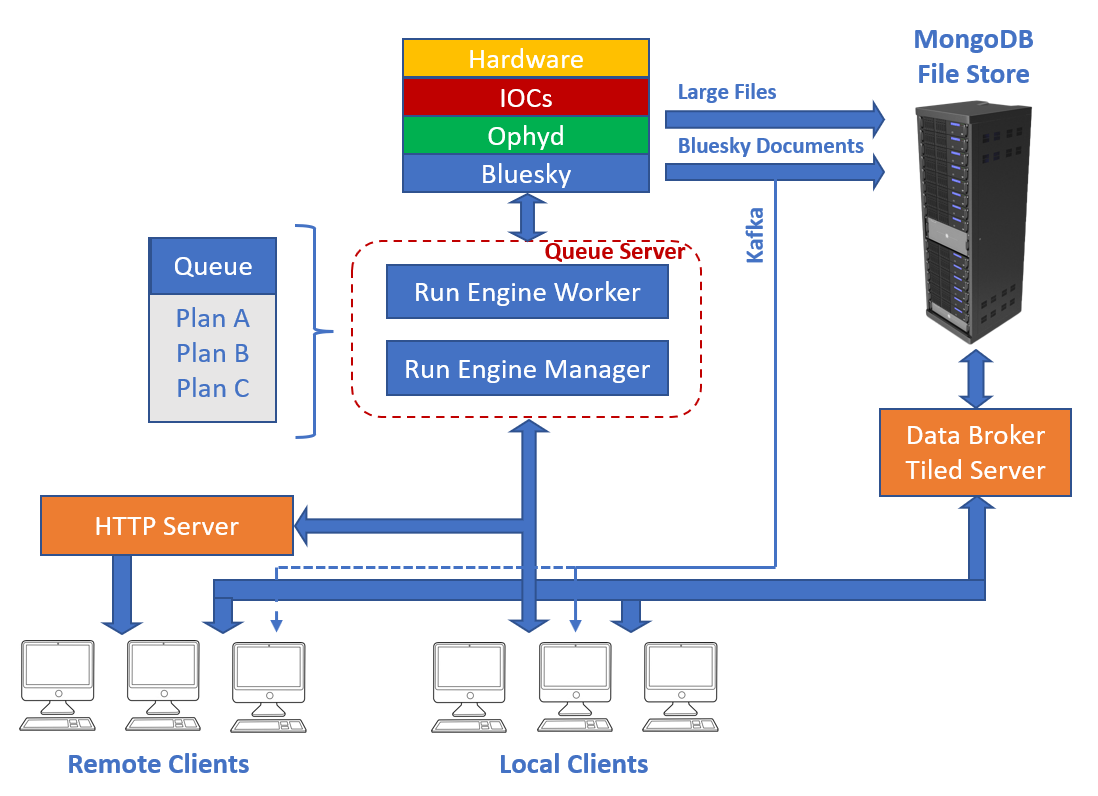 MongoDB
File Store
Hardware
IOCs
Ophyd
Bluesky
Large Files
Bluesky Documents
Kafka
Queue Server
Run Engine Worker
Run Engine Manager
Queue
Plan A
Plan B
Plan C
Data Broker
Tiled Server
HTTP Server
Remote Clients
Local Clients